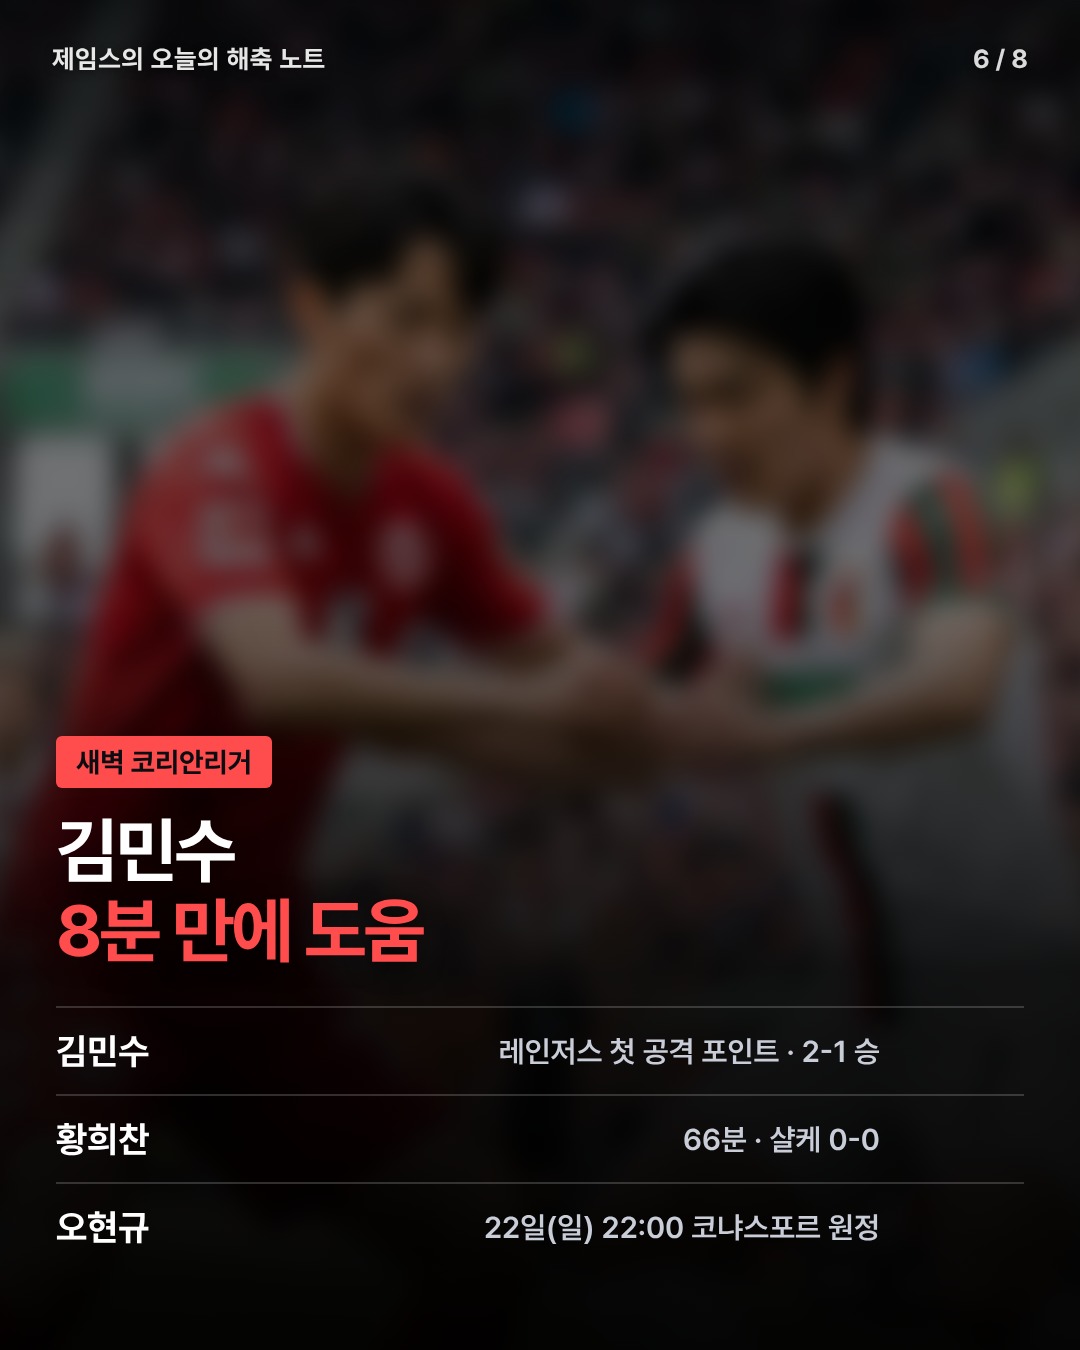 제임스의 오늘의 해축 노트
6 / 8
새벽 코리안리거
김민수
8분 만에 도움
김민수 레인저스 첫 공격 포인트 · 2-1 승
황희찬 66분 · 샬케 0-0
오현규 22일(일) 22:00 코냐스포르 원정